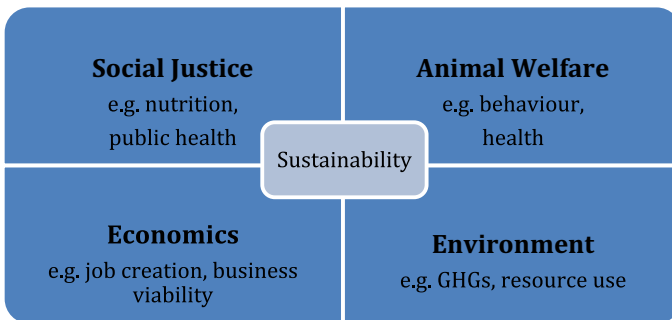 Social Justice
e.g. nutrition,
public health
Animal Welfare
e.g. behaviour,
health
Sustainability
Economics
e.g. job creation, business
viability
Environment
e.g. GHGs, resource use